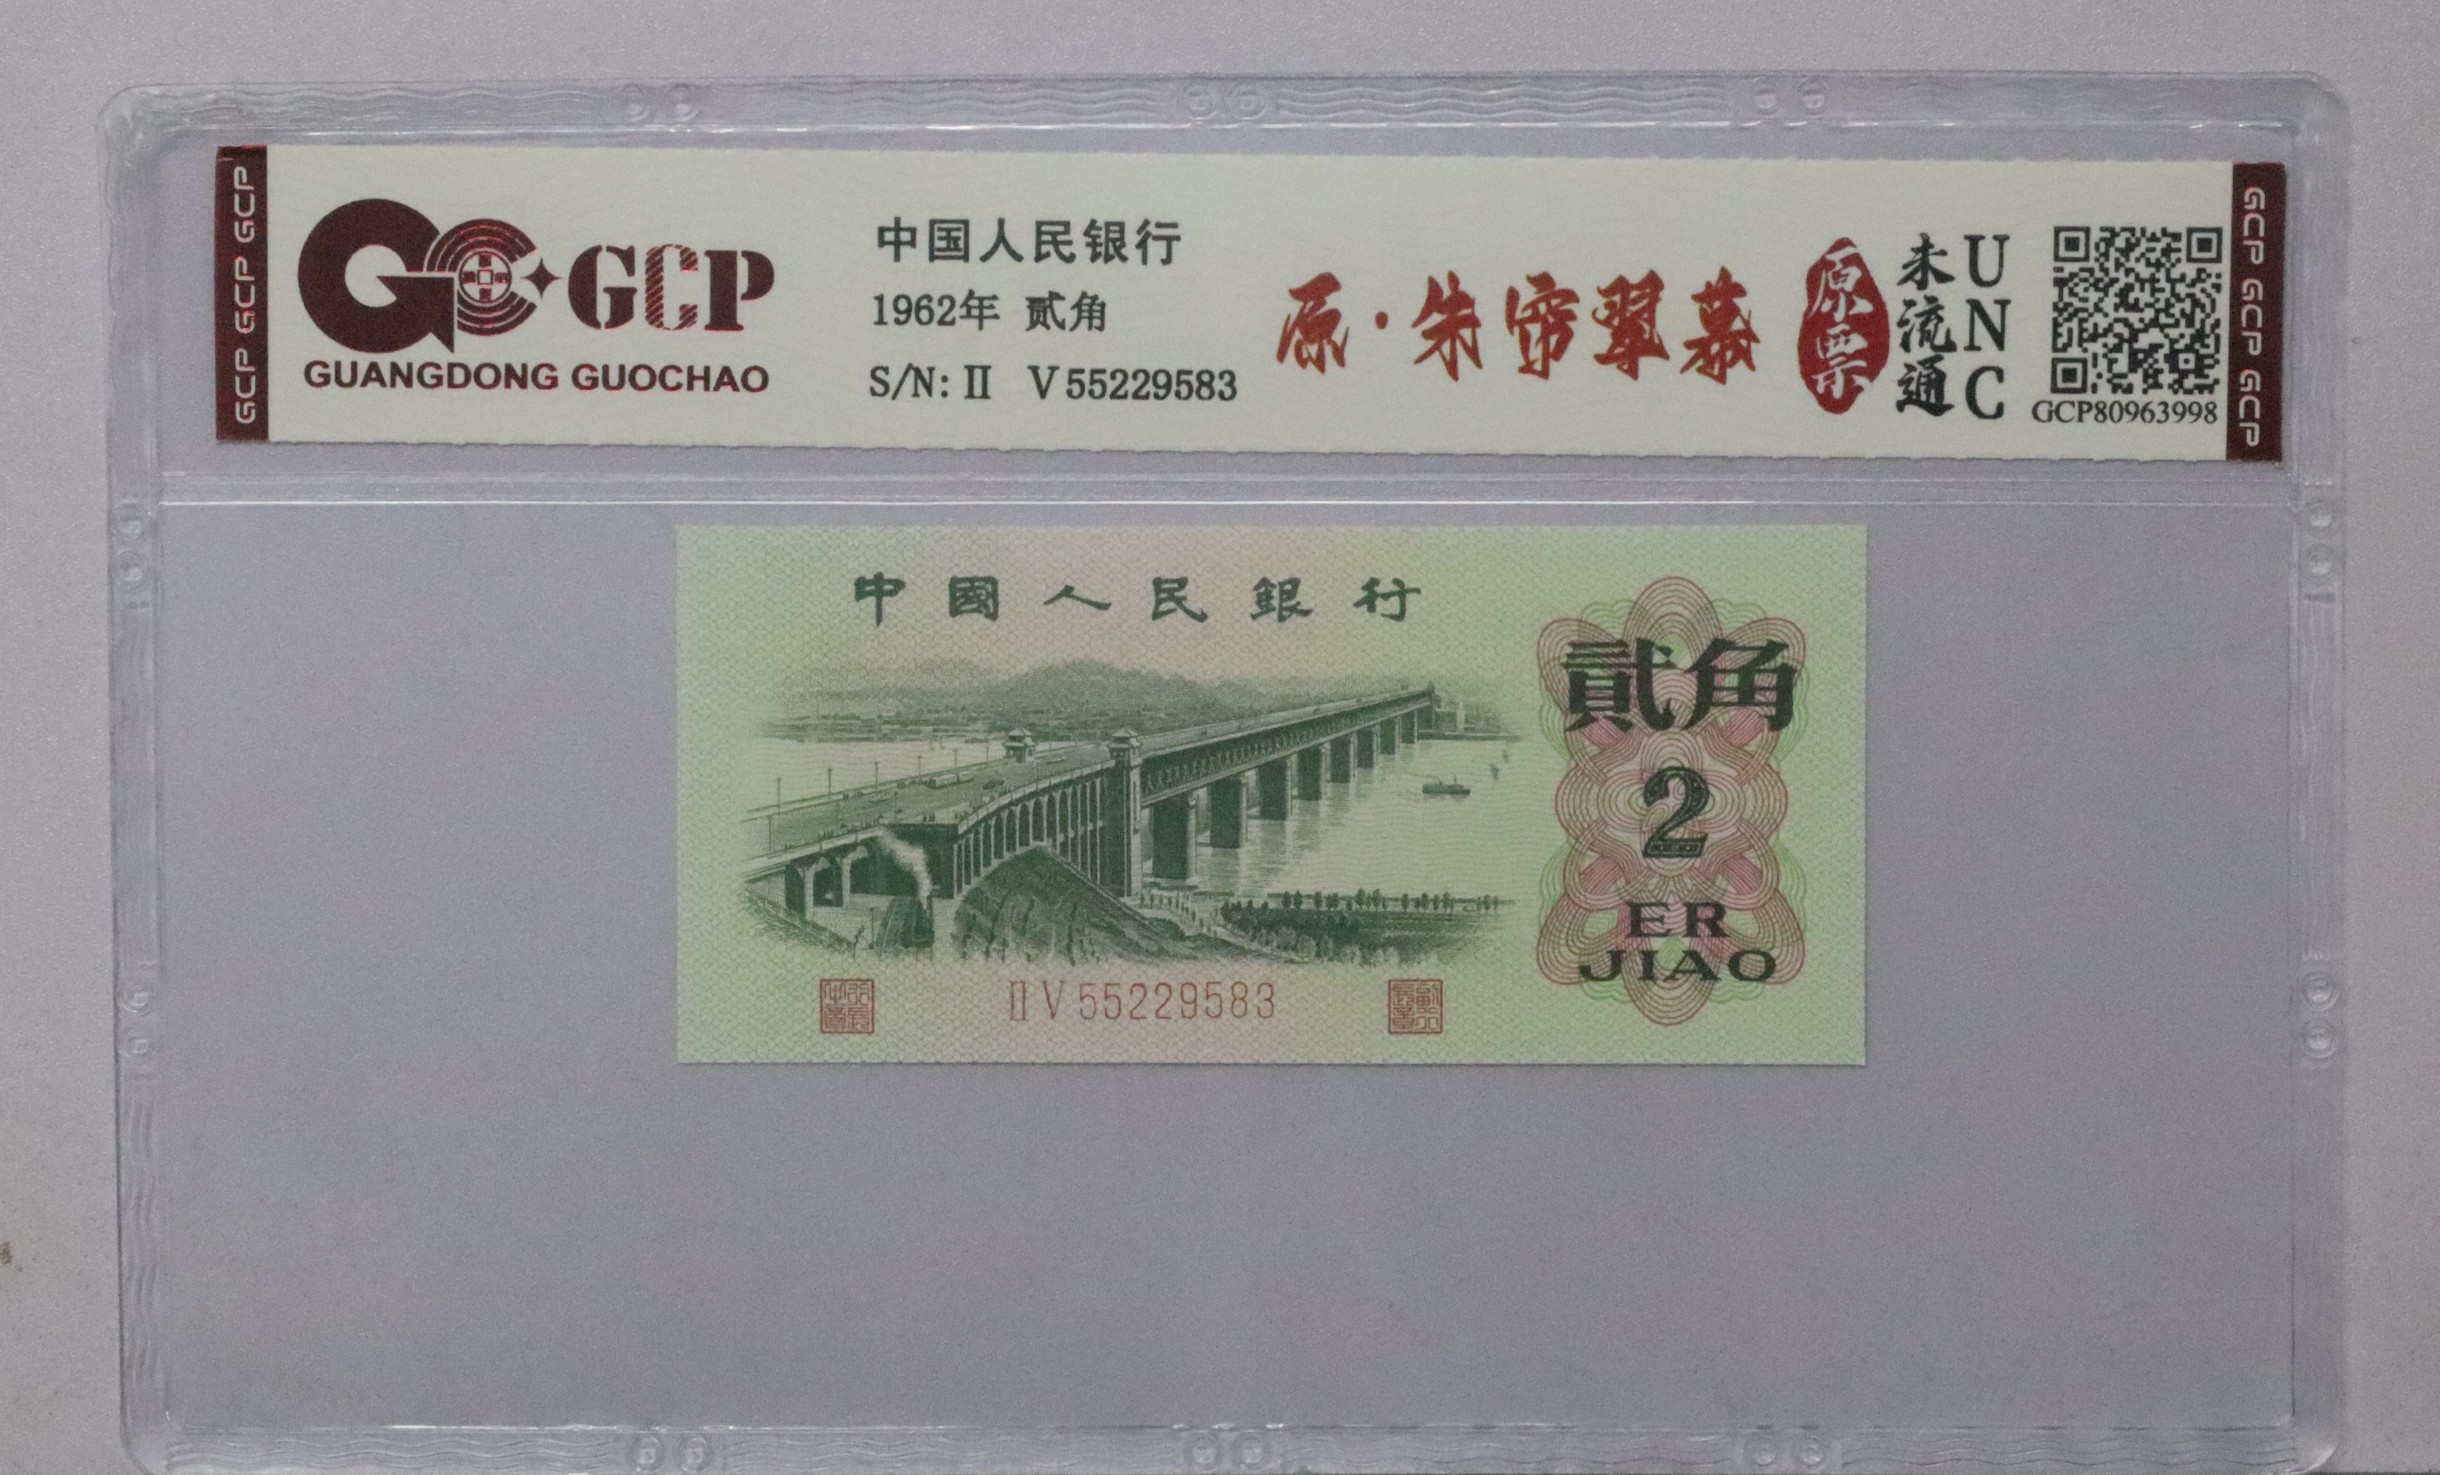 GCP GCP GCP
GCP
GUANGDONG GUOCHAO
中国人民银行
1962年 贰角
S/N: II V55229583
原·朱帘翠幕
原票
未流通
UNC
GCP80963998
GCP GCP GCP
中國人民銀行
貳角
2
ER
JIAO
II V 55229583